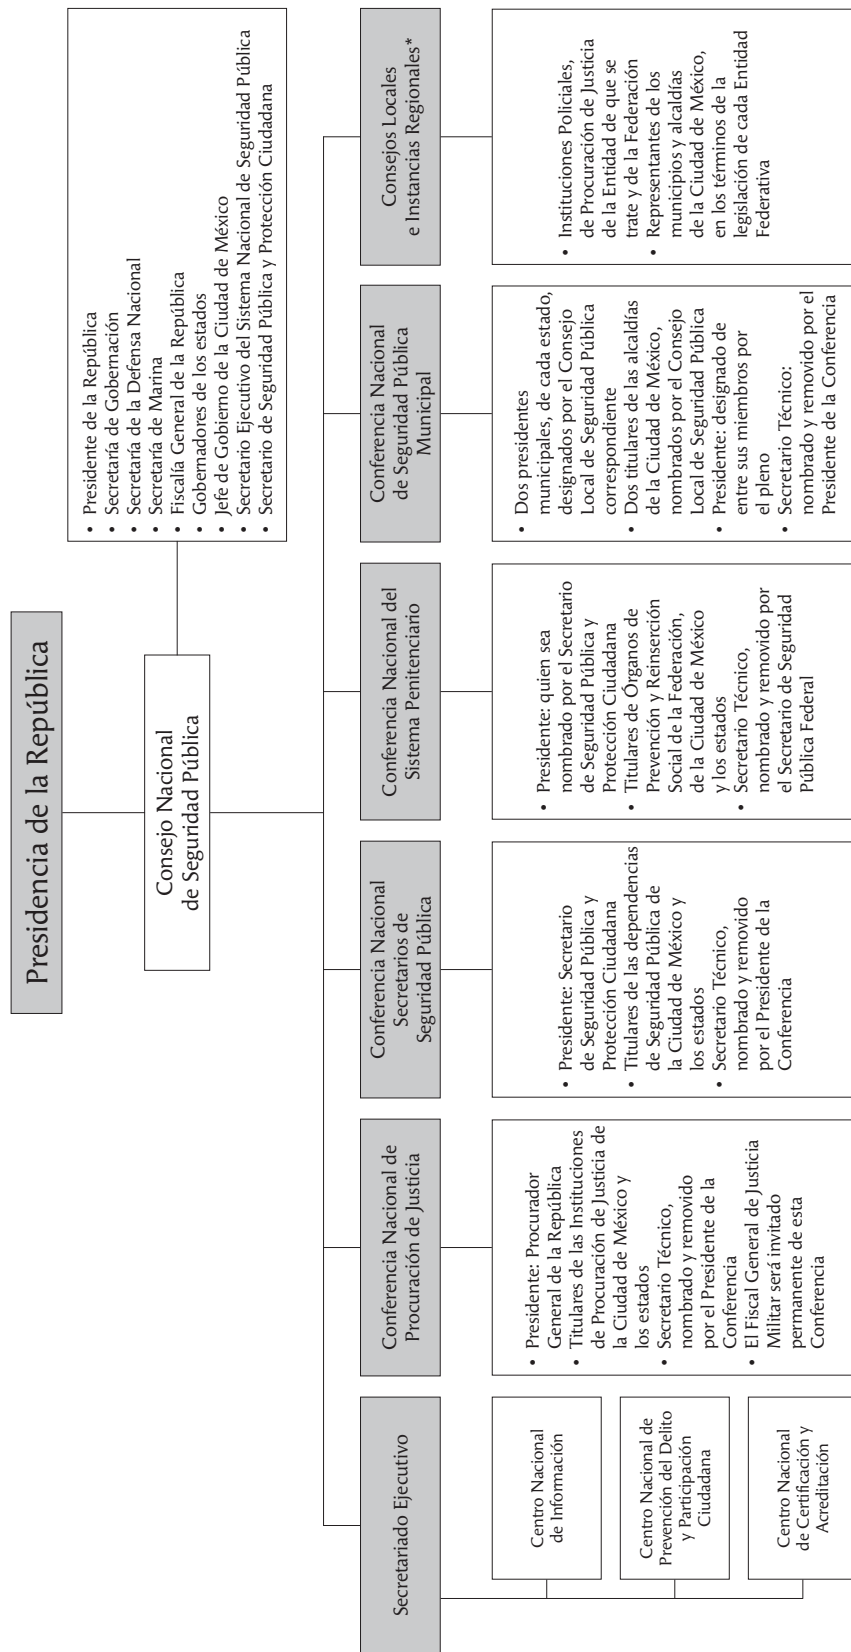 Presidencia de la República
Consejo Nacional
de Seguridad Pública
• Presidente de la República
• Secretaría de Gobernación
• Secretaría de la Defensa Nacional
• Secretaría de Marina
• Fiscalía General de la República
• Gobernadores de los estados
• Jefe de Gobierno de la Ciudad de México
• Secretario Ejecutivo del Sistema Nacional de Seguridad Pública
• Secretario de Seguridad Pública y Protección Ciudadana
Secretariado Ejecutivo
Centro Nacional
de Información
Centro Nacional de
Prevención del Delito
y Participación
Ciudadana
Centro Nacional
de Certificación y
Acreditación
Conferencia Nacional de
Procuración de Justicia
• Presidente: Procurador
General de la República
• Titulares de las Instituciones
de Procuración de Justicia de
la Ciudad de México y
los estados
• Secretario Técnico,
nombrado y removido
por el Presidente de la
Conferencia
• El Fiscal General de Justicia
Militar será invitado
permanente de esta
Conferencia
Conferencia Nacional
Secretarios de
Seguridad Pública
• Presidente: Secretario
de Seguridad Pública y
Protección Ciudadana
• Titulares de las dependencias
de Seguridad Pública de
la Ciudad de México y
los estados
• Secretario Técnico,
nombrado y removido
por el Presidente de la
Conferencia
Conferencia Nacional del
Sistema Penitenciario
• Presidente: quien sea
nombrado por el Secretario
de Seguridad Pública y
Protección Ciudadana
• Titulares de Órganos de
Prevención y Reinserción
Social de la Federación,
de la Ciudad de México
y los estados
• Secretario Técnico,
nombrado y removido por
el Secretario de Seguridad
Pública Federal
Conferencia Nacional
de Seguridad Pública
Municipal
• Dos presidentes
municipales, de cada estado,
designados por el Consejo
Local de Seguridad Pública
correspondiente
• Dos titulares de las alcaldías
de la Ciudad de México,
nombrados por el Consejo
Local de Seguridad Pública
• Presidente: designado de
entre sus miembros por
el pleno
• Secretario Técnico:
nombrado y removido por el
Presidente de la Conferencia
Consejos Locales
e Instancias Regionales*
• Instituciones Policiales,
de Procuración de Justicia
de la Entidad de que se
trate y de la Federación
• Representantes de los
municipios y alcaldías
de la Ciudad de México,
en los términos de la
legislación de cada Entidad
Federativa